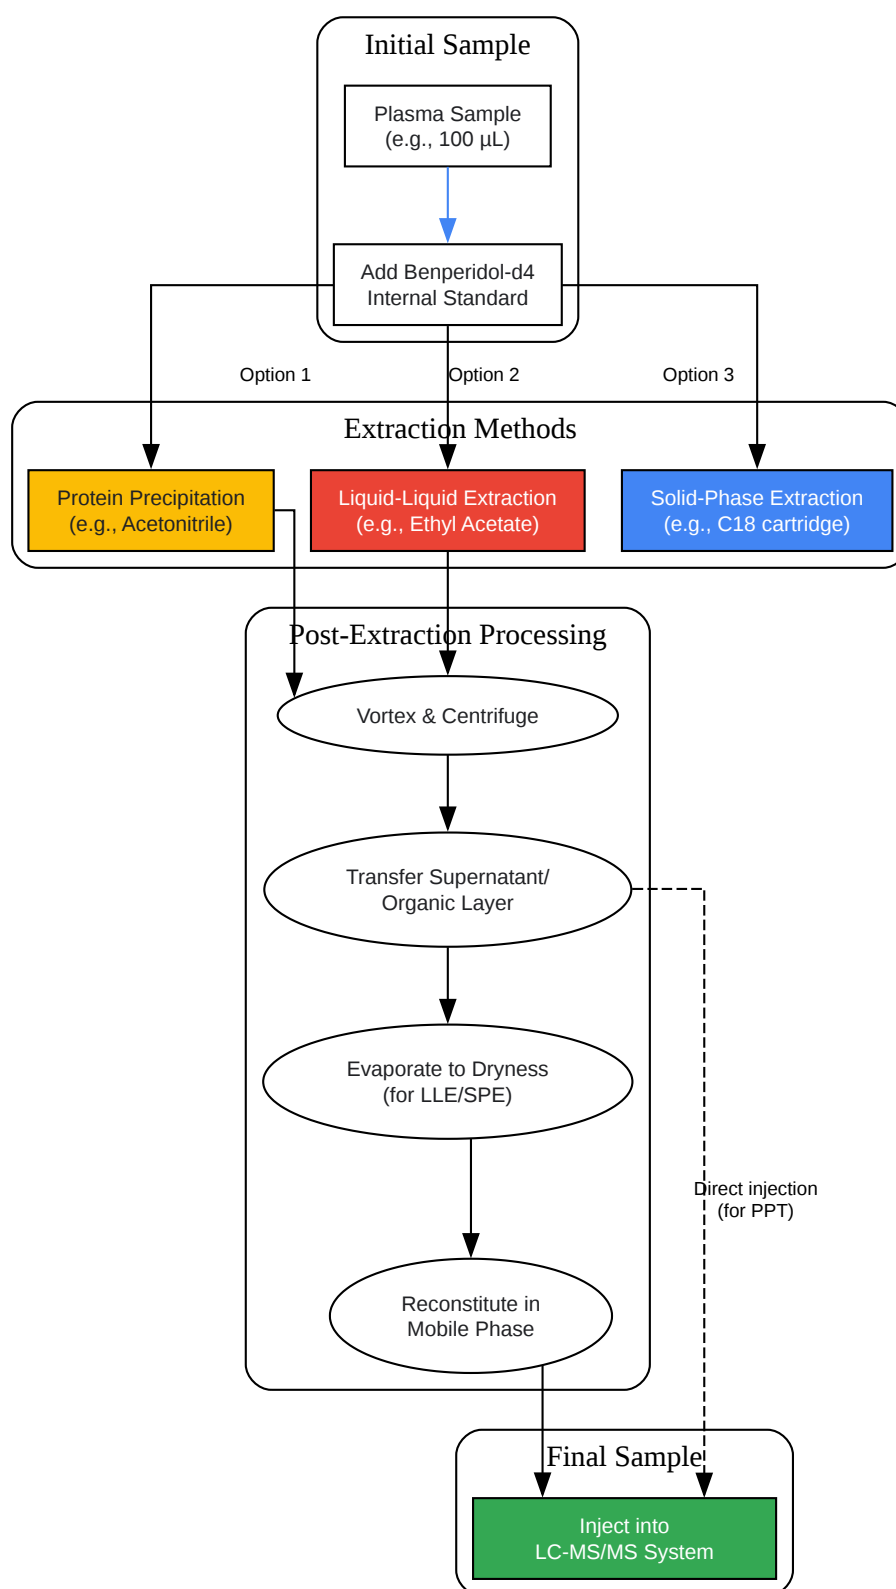 Initial Sample
Plasma Sample
(e.g., 100 µL)
Add Benperidol-d4
Internal Standard
Option 1
Option 2
Option 3
Extraction Methods
Protein Precipitation
(e.g., Acetonitrile)
Liquid-Liquid Extraction
(e.g., Ethyl Acetate)
Solid-Phase Extraction
(e.g., C18 cartridge)
Post-Extraction Processing
Vortex & Centrifuge
Transfer Supernatant/
Organic Layer
Evaporate to Dryness
(for LLE/SPE)
Direct injection
(for PPT)
Reconstitute in
Mobile Phase
Final Sample
Inject into
LC-MS/MS System